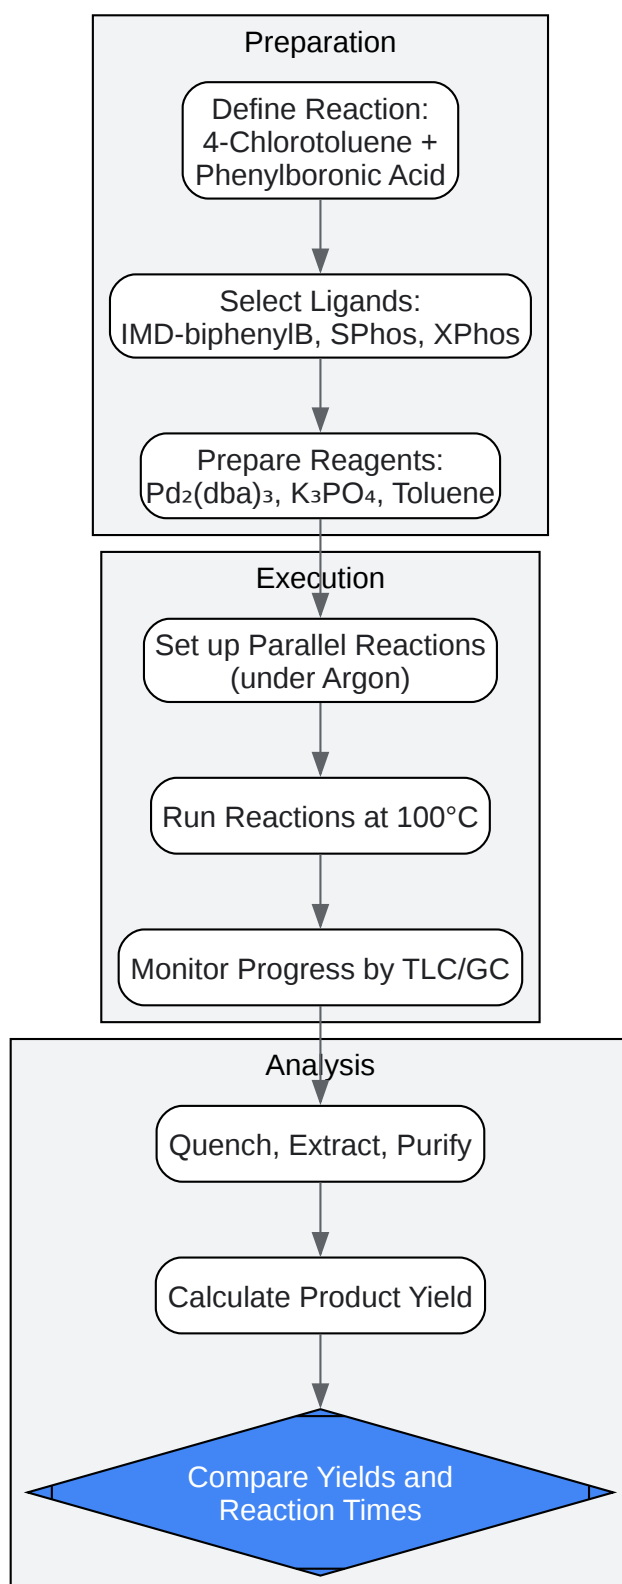 Preparation
Define Reaction:
4-Chlorotoluene +
Phenylboronic Acid
Select Ligands:
IMD-biphenylB, SPhos, XPhos
Prepare Reagents:
Pd₂(dba)₃, K₃PO₄, Toluene
Execution
Set up Parallel Reactions
(under Argon)
Run Reactions at 100°C
Monitor Progress by TLC/GC
Analysis
Quench, Extract, Purify
Calculate Product Yield
Compare Yields and
Reaction Times